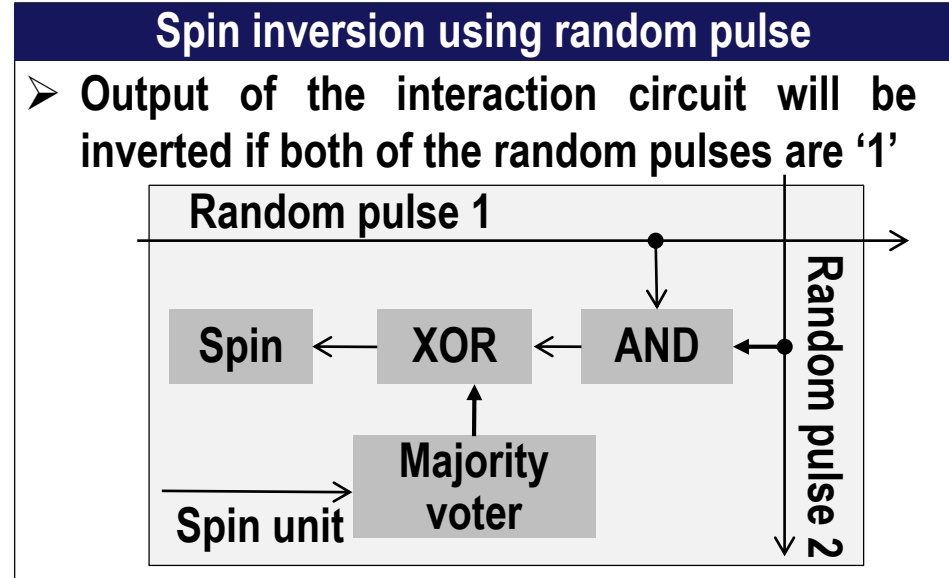 Spin inversion using random pulse
➢ Output of the interaction circuit will be
inverted if both of the random pulses are ‘1’
Random pulse 1
Random pulse 2
Spin
XOR
AND
Majority
voter
Spin unit